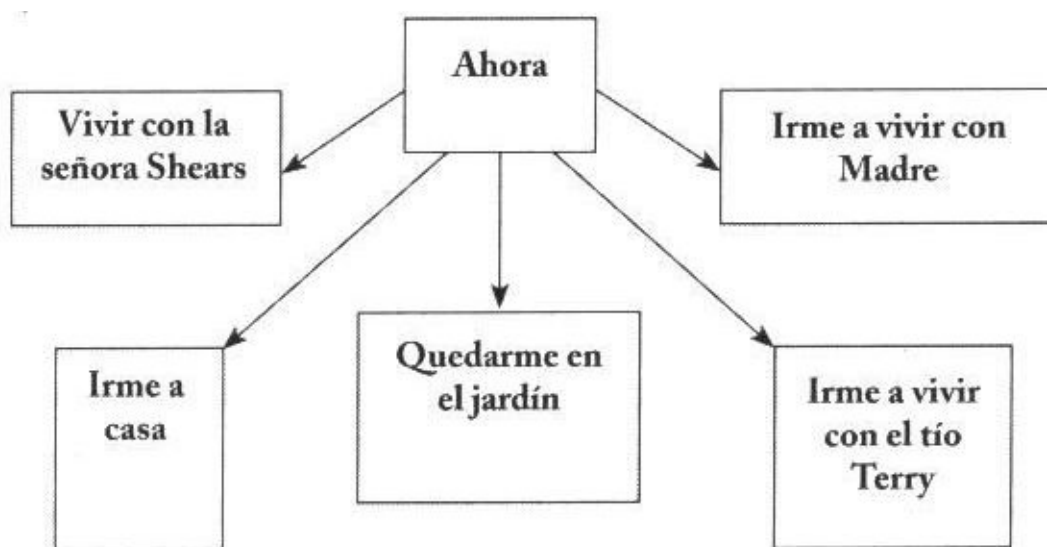 Ahora
Vivir con la
señora Shears
Irme a vivir con
Madre
Irme a
casa
Quedarme en
el jardín
Irme a vivir
con el tío
Terry